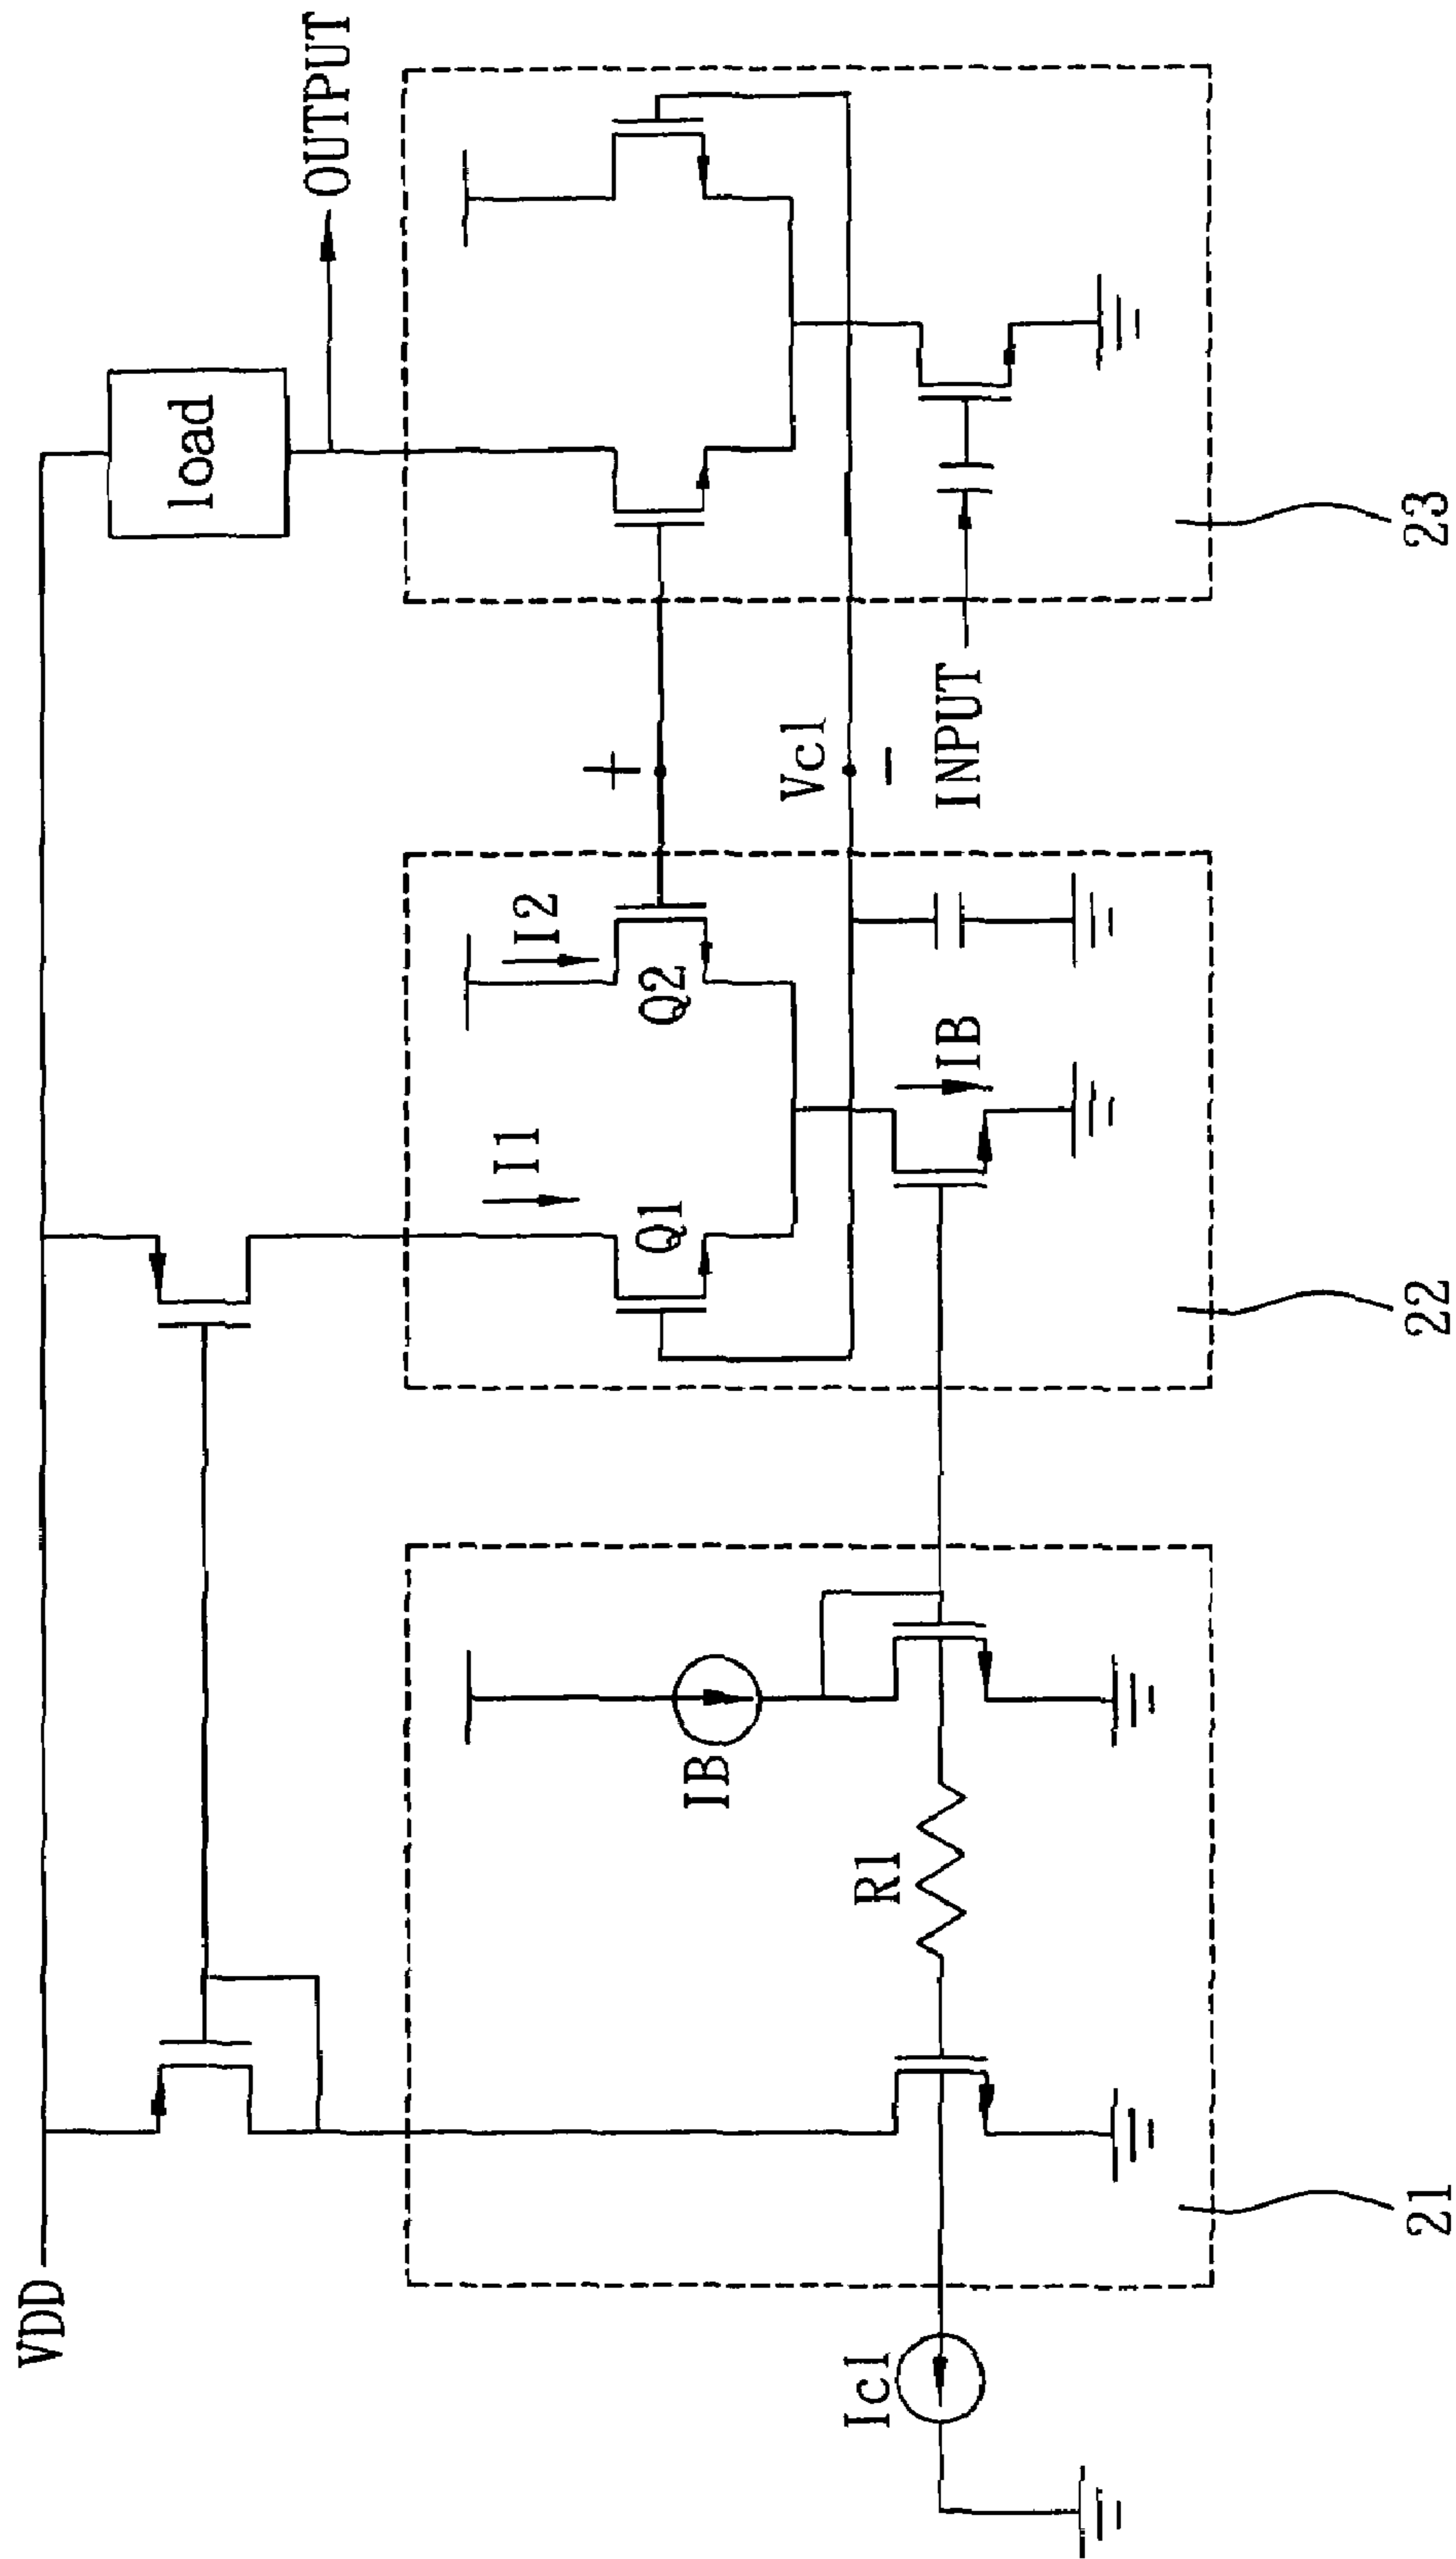 VDD
load
OUTPUT
I1
I2
Q1
Q2
+
Vc1
−
IB
R1
IB
INPUT
Ic1
21
22
23